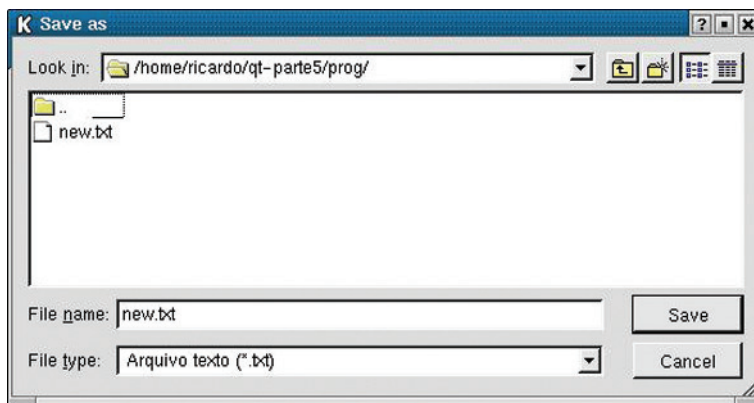 K Save as
Look in: /home/ricardo/qt-parte5/prog/
..
new.txt
File name: new.txt Save
File type: Arquivo texto (*.txt) Cancel